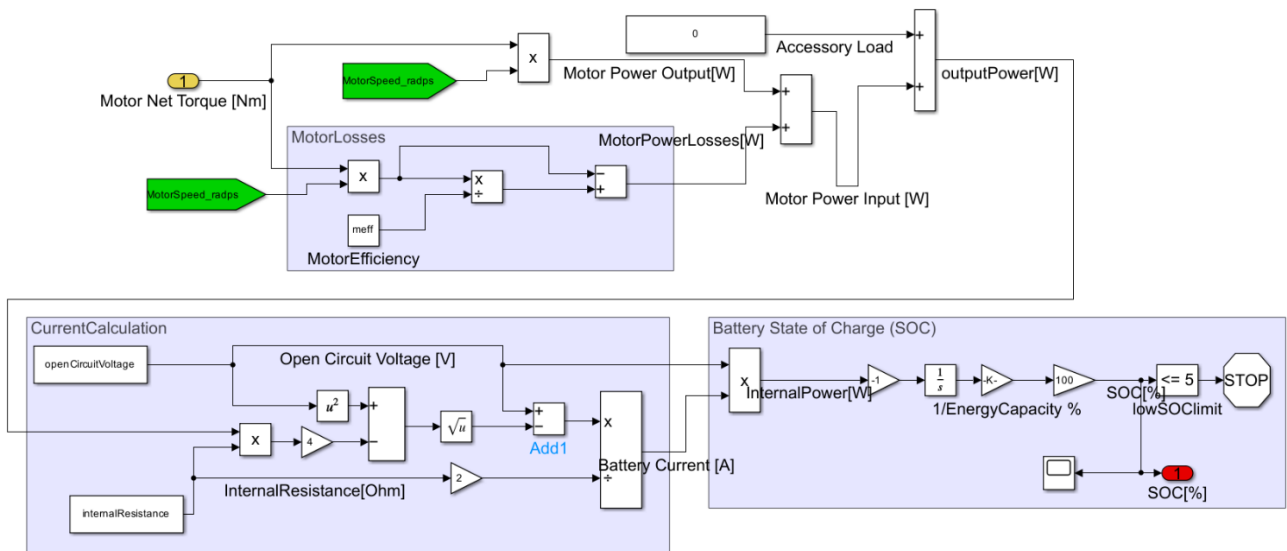 0
Accessory Load
outputPower[W]
x
+
+
1
Motor Net Torque [Nm]
MotorSpeed_radps
Motor Power Output[W]
+
+
MotorLosses
MotorPowerLosses[W]
x
x
÷
−
+
MotorSpeed_radps
Motor Power Input [W]
meff
MotorEfficiency
CurrentCalculation
Battery State of Charge (SOC)
openCircuitVoltage
Open Circuit Voltage [V]
x
InternalPower[W]
-1
1/s
-K-
100
<= 5
STOP
1/EnergyCapacity %
SOC[%]
lowSOClimit
u²
+
−
√u
+
−
Add1
x
÷
x
4
Battery Current [A]
InternalResistance[Ohm]
2
1
SOC[%]
internalResistance